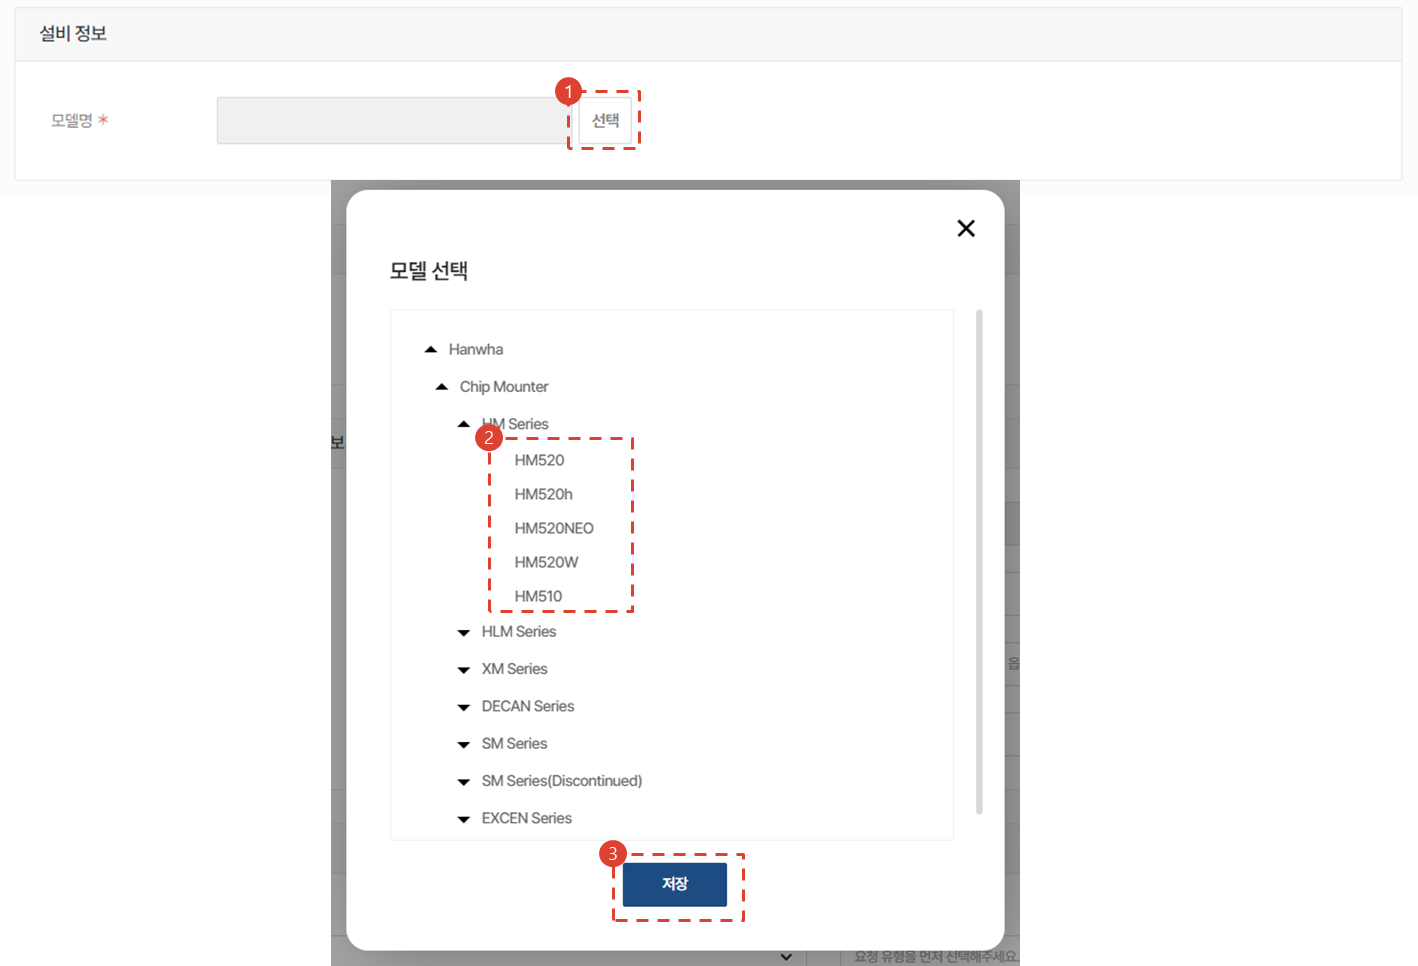 설비 정보
1
모델명 *
선택
모델 선택
Hanwha
Chip Mounter
HM Series
보
2
HM520
HM520h
HM520NEO
HM520W
HM510
HLM Series
옵
XM Series
DECAN Series
SM Series
SM Series(Discontinued)
EXCEN Series
3
저장
요청 유형을 먼저 선택해주세요.